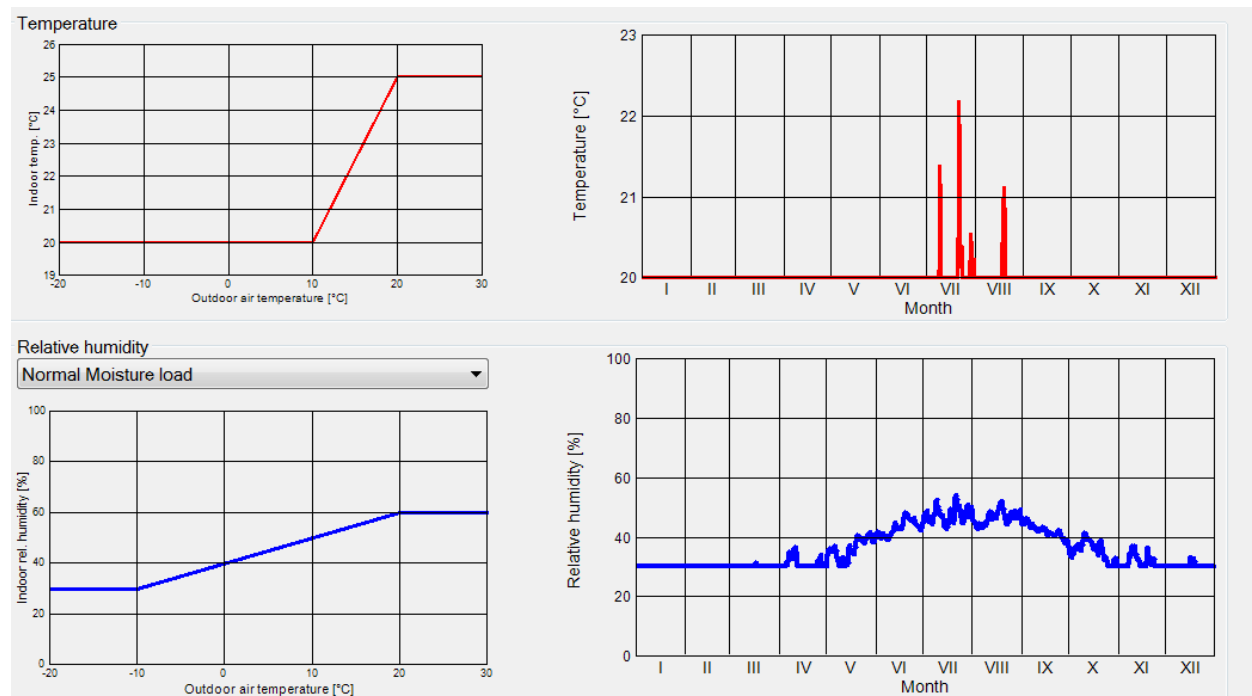 Temperature
26
25
24
23
22
21
20
19
Indoor temp. [°C]
-20 -10 0 10 20 30
Outdoor air temperature [°C]
23
22
21
20
Temperature [°C]
I II III IV V VI VII VIII IX X XI XII
Month
Relative humidity
Normal Moisture load
100
80
60
40
20
0
Indoor rel. humidity [%]
-20 -10 0 10 20 30
Outdoor air temperature [°C]
100
80
60
40
20
0
Relative humidity [%]
I II III IV V VI VII VIII IX X XI XII
Month